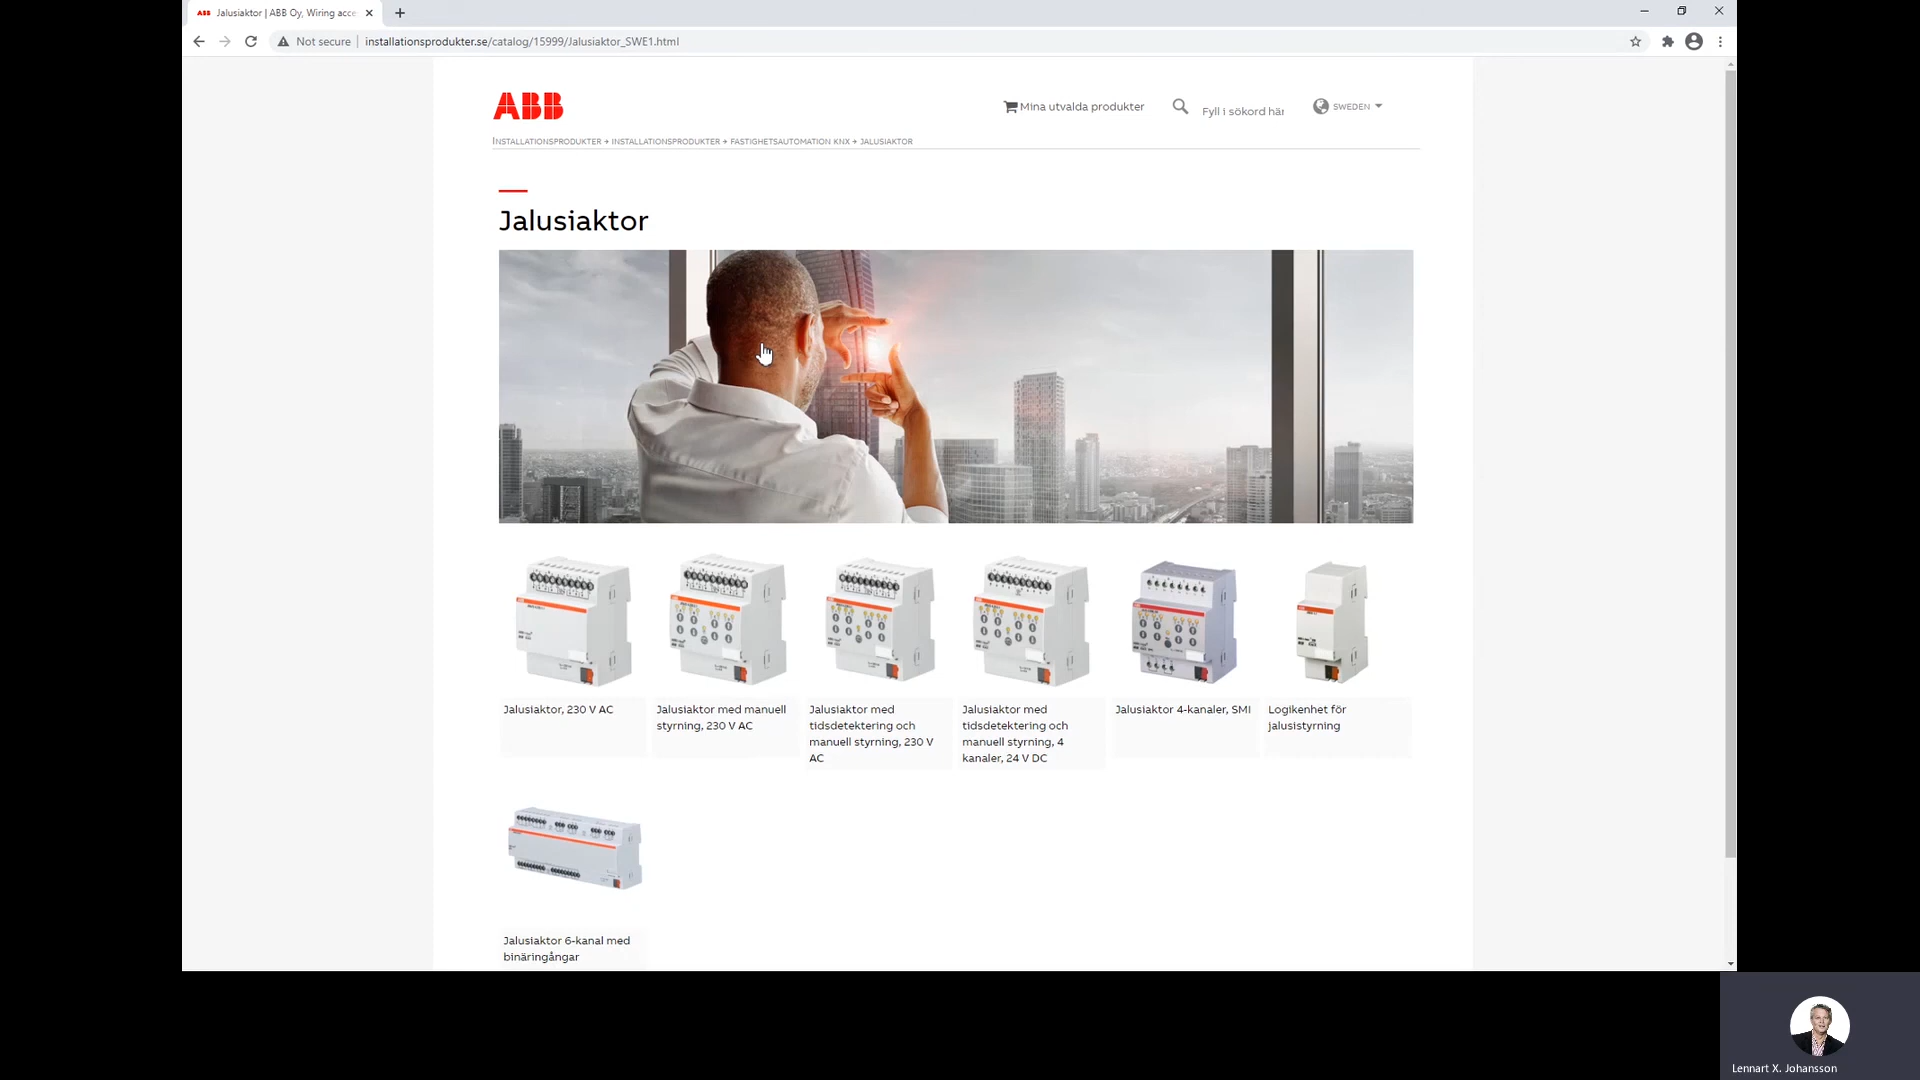 Jalusiaktor | ABB Oy, Wiring acce
Not secure
installationsprodukter.se/catalog/15999/Jalusiaktor_SWE1.html
ABB
Mina utvalda produkter
Fyll i sökord här
SWEDEN
INSTALLATIONSPRODUKTER → INSTALLATIONSPRODUKTER → FASTIGHETSAUTOMATION KNX → JALUSIAKTOR
Jalusiaktor
Jalusiaktor, 230 V AC
Jalusiaktor med manuell
styrning, 230 V AC
Jalusiaktor med
tidsdetektering och
manuell styrning, 230 V
AC
Jalusiaktor med
tidsdetektering och
manuell styrning, 4
kanaler, 24 V DC
Jalusiaktor 4-kanaler, SMI
Logikenhet för
jalusistyrning
Jalusiaktor 6-kanal med
binäringångar
Lennart X. Johansson